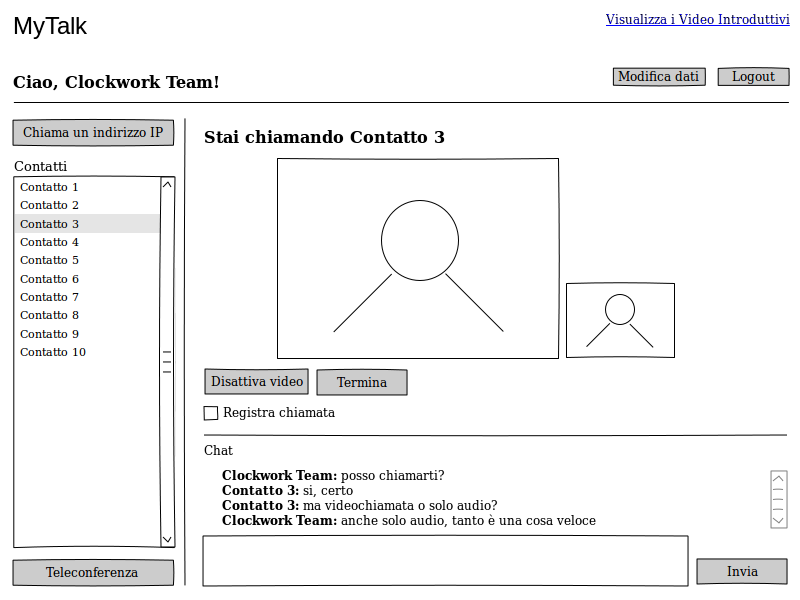 MyTalk
Visualizza i Video Introduttivi
Ciao, Clockwork Team!
Modifica dati
Logout
Chiama un indirizzo IP
Contatti
Contatto 1
Contatto 2
Contatto 3
Contatto 4
Contatto 5
Contatto 6
Contatto 7
Contatto 8
Contatto 9
Contatto 10
Teleconferenza
Stai chiamando Contatto 3
Disattiva video
Termina
Registra chiamata
Chat
Clockwork Team: posso chiamarti?
Contatto 3: si, certo
Contatto 3: ma videochiamata o solo audio?
Clockwork Team: anche solo audio, tanto è una cosa veloce
Invia